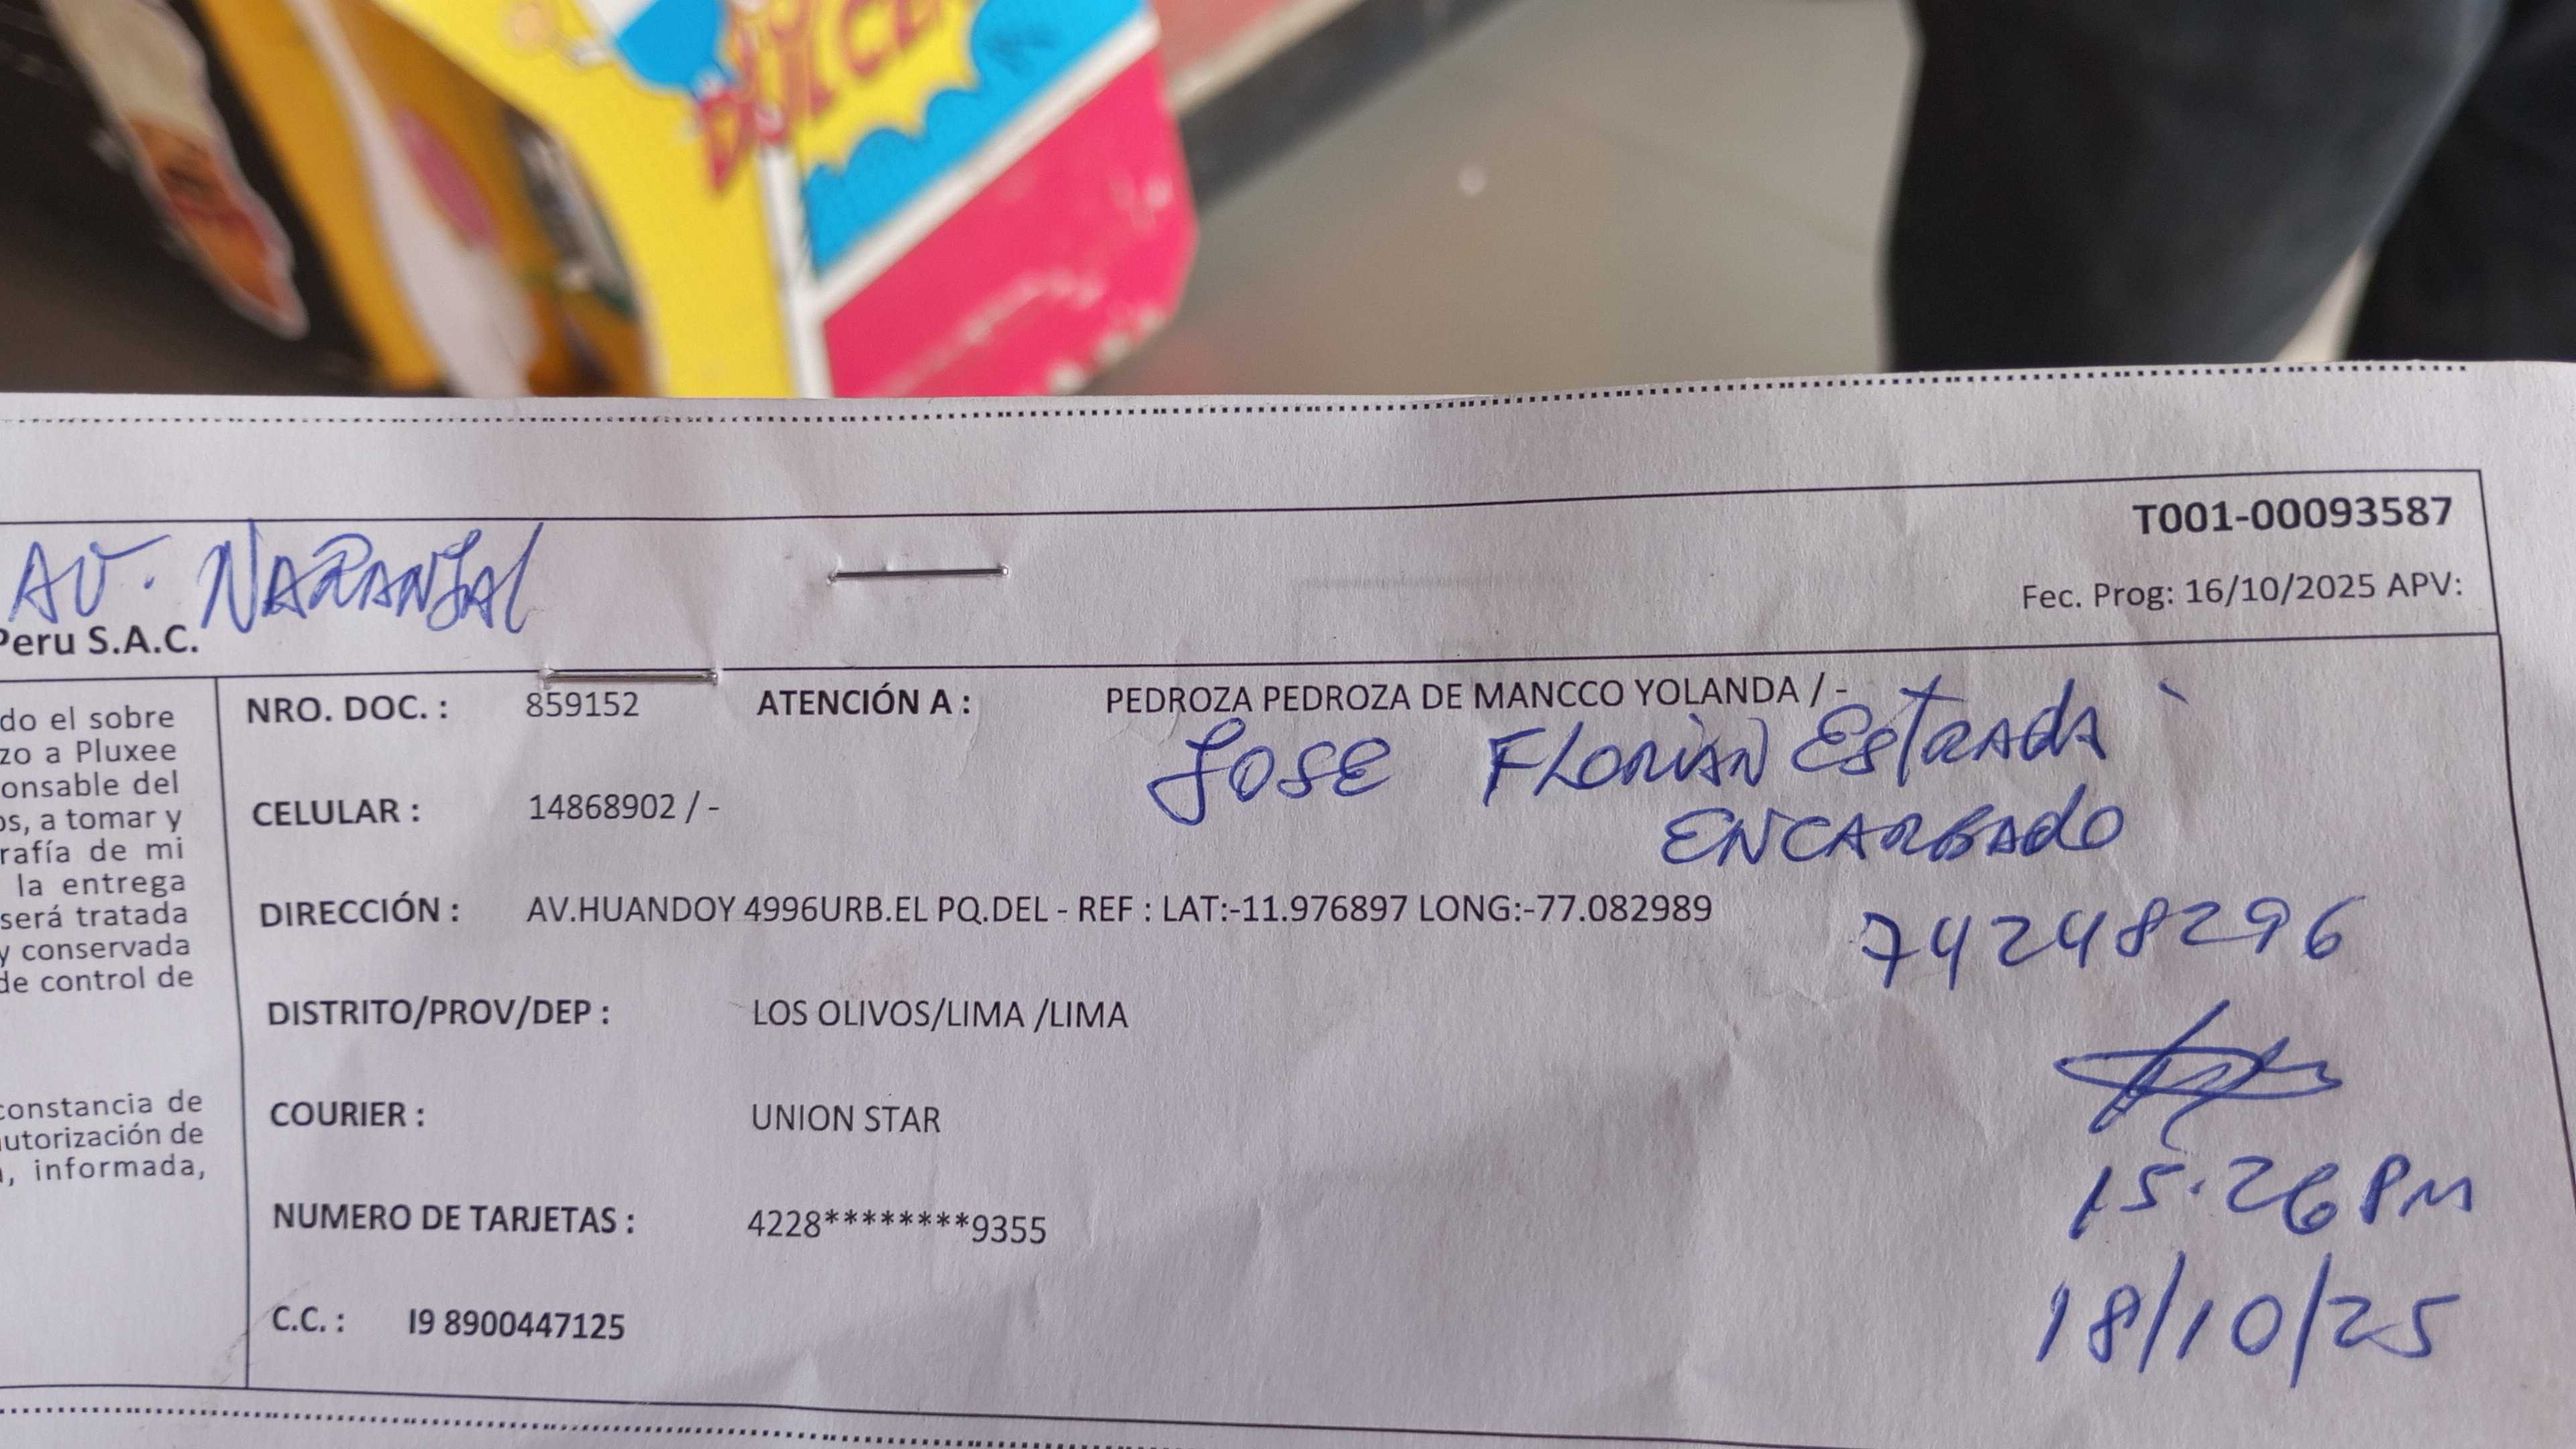 DULCE
T001-00093587
AV. NARANJAL
Fec. Prog: 16/10/2025 APV:
Peru S.A.C.
NRO. DOC. : 859152 ATENCIÓN A : PEDROZA PEDROZA DE MANCCO YOLANDA / -
JOSE FLORIAN EStRAdA
CELULAR : 14868902 / -
ENCARGADO
DIRECCIÓN : AV.HUANDOY 4996URB.EL PQ.DEL - REF : LAT:-11.976897 LONG:-77.082989
74248296
DISTRITO/PROV/DEP : LOS OLIVOS/LIMA /LIMA
COURIER : UNION STAR
15.26 PM
NUMERO DE TARJETAS : 4228********9355
18/10/25
C.C. : I9 8900447125
do el sobre
zo a Pluxee
onsable del
os, a tomar y
rafía de mi
la entrega
será tratada
y conservada
de control de
constancia de
autorización de
informada,